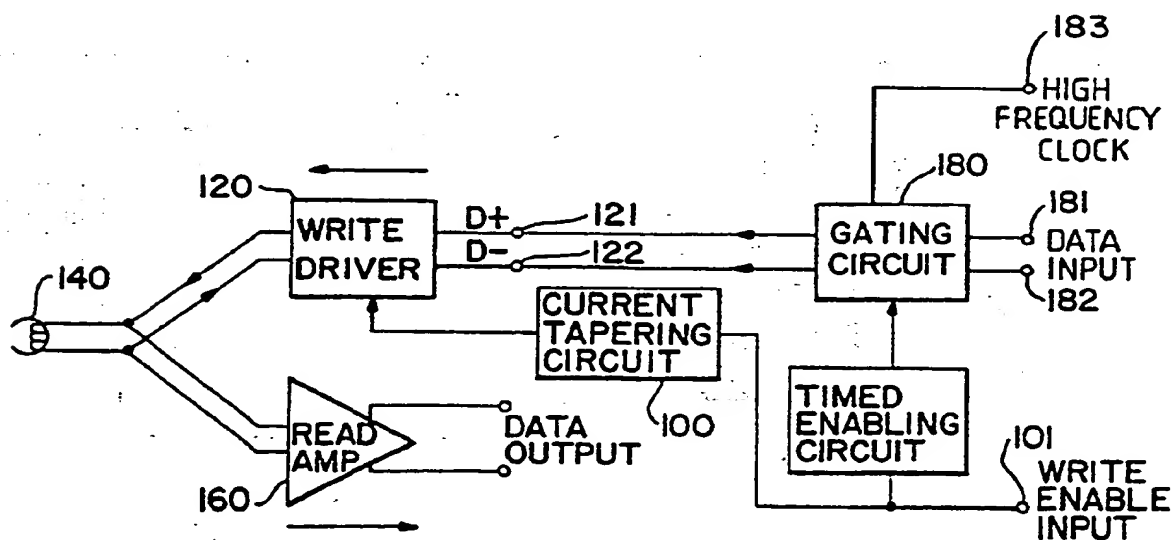 183
HIGH
FREQUENCY
CLOCK
120
180
WRITE
DRIVER
D+
121
D-
122
GATING
CIRCUIT
181
DATA
INPUT
182
140
CURRENT
TAPERING
CIRCUIT
100
TIMED
ENABLING
CIRCUIT
READ
AMP
160
DATA
OUTPUT
101
WRITE
ENABLE
INPUT